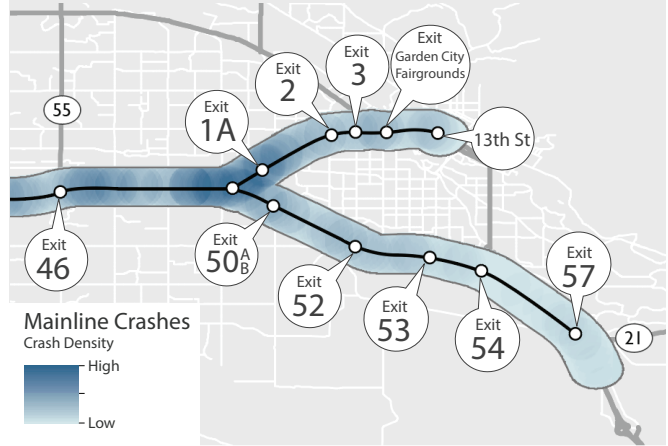 Exit
Garden City
Fairgrounds
Exit
3
Exit
2
55
Exit
1A
13th St
Exit
46
Exit
50 A
B
Exit
52
Exit
53
Exit
54
Exit
57
21
Mainline Crashes
Crash Density
High
Low